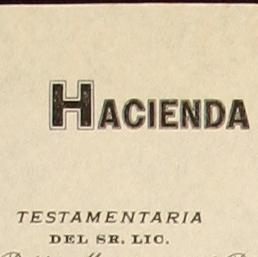 HACIENDA
TESTAMENTARIA
DEL SR. LIC.